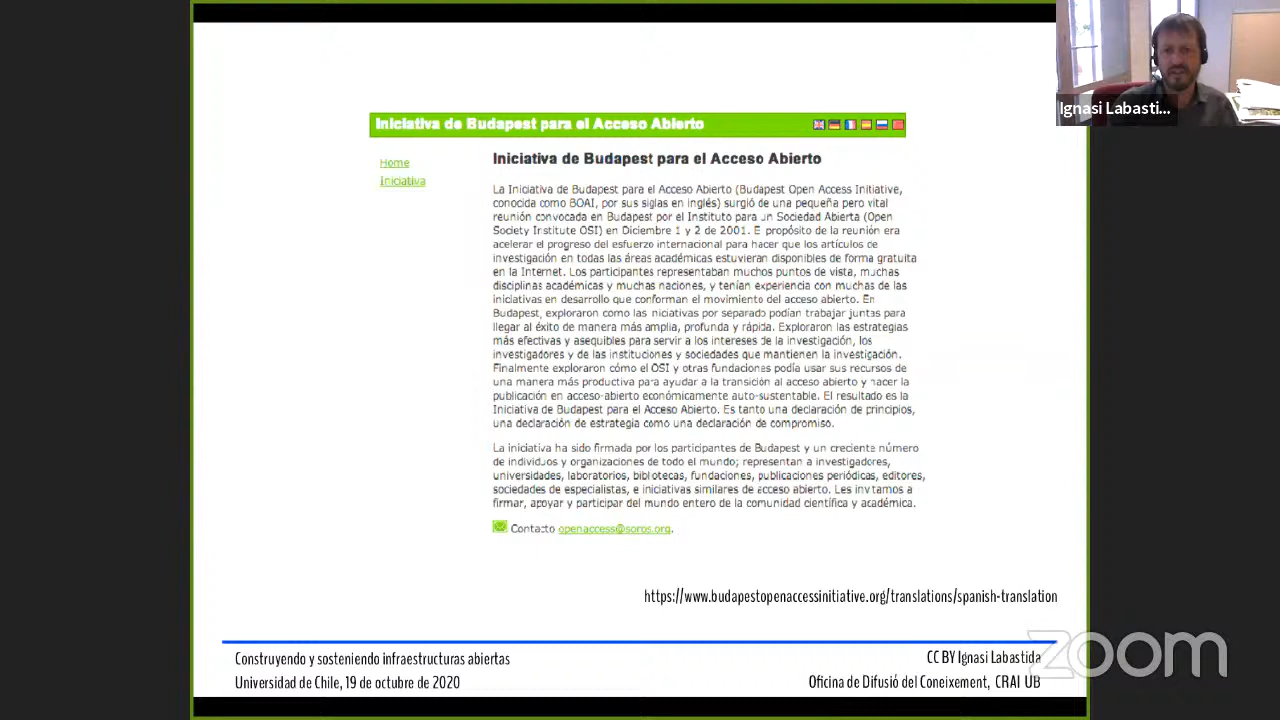 Ignasi Labasti...
Iniciativa de Budapest para el Acceso Abierto
Home
Iniciativa
Iniciativa de Budapest para el Acceso Abierto
La Iniciativa de Budapest para el Acceso Abierto (Budapest Open Access Initiative,
conocida como BOAI, por sus siglas en inglés) surgió de una pequeña pero vital
reunión convocada en Budapest por el Instituto para un Sociedad Abierta (Open
Society Institute OSI) en Diciembre 1 y 2 de 2001. El propósito de la reunión era
acelerar el progreso del esfuerzo internacional para hacer que los artículos de
investigación en todas las áreas académicas estuvieran disponibles de forma gratuita
en la Internet. Los participantes representaban muchos puntos de vista, muchas
disciplinas académicas y muchas naciones, y tenían experiencia con muchas de las
iniciativas en desarrollo que conforman el movimiento del acceso abierto. En
Budapest, exploraron como las iniciativas por separado podían trabajar juntas para
llegar al éxito de manera más amplia, profunda y rápida. Exploraron las estrategias
más efectivas y asequibles para servir a los intereses de la investigación, los
investigadores y de las instituciones y sociedades que mantienen la investigación.
Finalmente exploraron cómo el OSI y otras fundaciones podía usar sus recursos de
una manera más productiva para ayudar a la transición al acceso abierto y hacer la
publicación en acceso-abierto económicamente auto-sustentable. El resultado es la
Iniciativa de Budapest para el Acceso Abierto. Es tanto una declaración de principios,
una declaración de estrategia como una declaración de compromiso.
La iniciativa ha sido firmada por los participantes de Budapest y un creciente número
de individuos y organizaciones de todo el mundo; representan a investigadores,
universidades, laboratorios, bibliotecas, fundaciones, publicaciones periódicas, editores,
sociedades de especialistas, e iniciativas similares de acceso abierto. Les invitamos a
firmar, apoyar y participar del mundo entero de la comunidad científica y académica.
Contacto openaccess@soros.org.
https://www.budapestopenaccessinitiative.org/translations/spanish-translation
Construyendo y sosteniendo infraestructuras abiertas
Universidad de Chile, 19 de octubre de 2020
CC BY Ignasi Labastida
Oficina de Difusió del Coneixement, CRAI UB
zoom